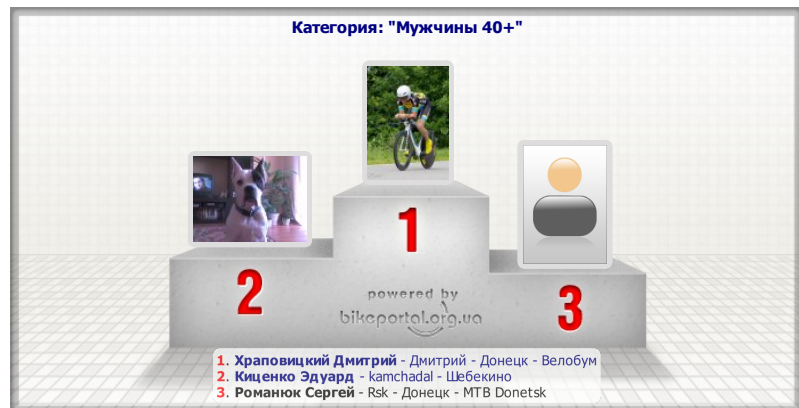 Категория: "Мужчины 40+"
1
2
3
powered by
bikeportal.org.ua
1. Храповицкий Дмитрий - Дмитрий - Донецк - Велобум
2. Киценко Эдуард - kamchadal - Шебекино
3. Романюк Сергей - Rsk - Донецк - MTB Donetsk